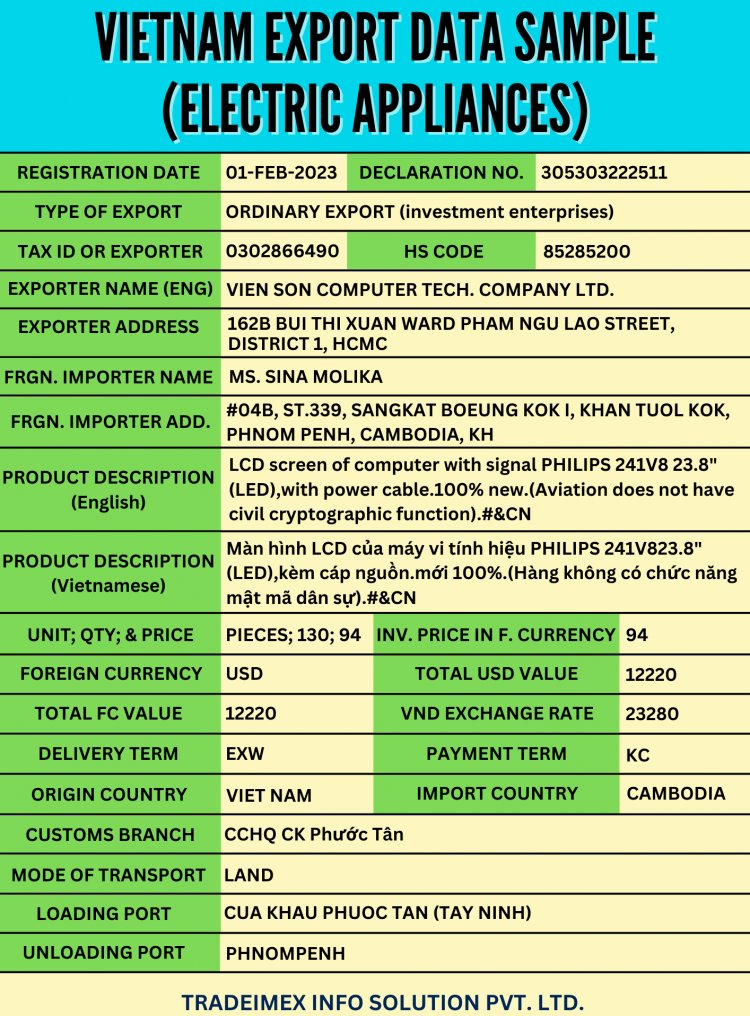 VIETNAM EXPORT DATA SAMPLE
(ELECTRIC APPLIANCES)
REGISTRATION DATE 01-FEB-2023 DECLARATION NO. 305303222511
TYPE OF EXPORT ORDINARY EXPORT (investment enterprises)
TAX ID OR EXPORTER 0302866490 HS CODE 85285200
EXPORTER NAME (ENG) VIEN SON COMPUTER TECH. COMPANY LTD.
EXPORTER ADDRESS 162B BUI THI XUAN WARD PHAM NGU LAO STREET,
DISTRICT 1, HCMC
FRGN. IMPORTER NAME MS. SINA MOLIKA
FRGN. IMPORTER ADD. #04B, ST.339, SANGKAT BOEUNG KOK I, KHAN TUOL KOK,
PHNOM PENH, CAMBODIA, KH
PRODUCT DESCRIPTION
(English)
LCD screen of computer with signal PHILIPS 241V8 23.8"
(LED),with power cable.100% new.(Aviation does not have
civil cryptographic function).#&CN
PRODUCT DESCRIPTION
(Vietnamese)
Màn hình LCD của máy vi tính hiệu PHILIPS 241V823.8"
(LED),kèm cáp nguồn.mới 100%.(Hàng không có chức năng
mật mã dân sự).#&CN
UNIT; QTY; & PRICE PIECES; 130; 94 INV. PRICE IN F. CURRENCY 94
FOREIGN CURRENCY USD TOTAL USD VALUE 12220
TOTAL FC VALUE 12220 VND EXCHANGE RATE 23280
DELIVERY TERM EXW PAYMENT TERM KC
ORIGIN COUNTRY VIET NAM IMPORT COUNTRY CAMBODIA
CUSTOMS BRANCH CCHQ CK Phước Tân
MODE OF TRANSPORT LAND
LOADING PORT CUA KHAU PHUOC TAN (TAY NINH)
UNLOADING PORT PHNOMPENH
TRADEIMEX INFO SOLUTION PVT. LTD.